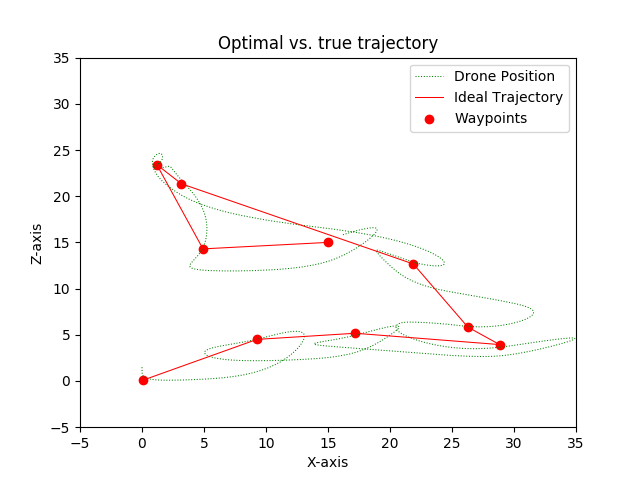 Optimal vs. true trajectory
Drone Position
Ideal Trajectory
Waypoints
Z-axis
35
30
25
20
15
10
5
0
−5
−5 0 5 10 15 20 25 30 35
X-axis